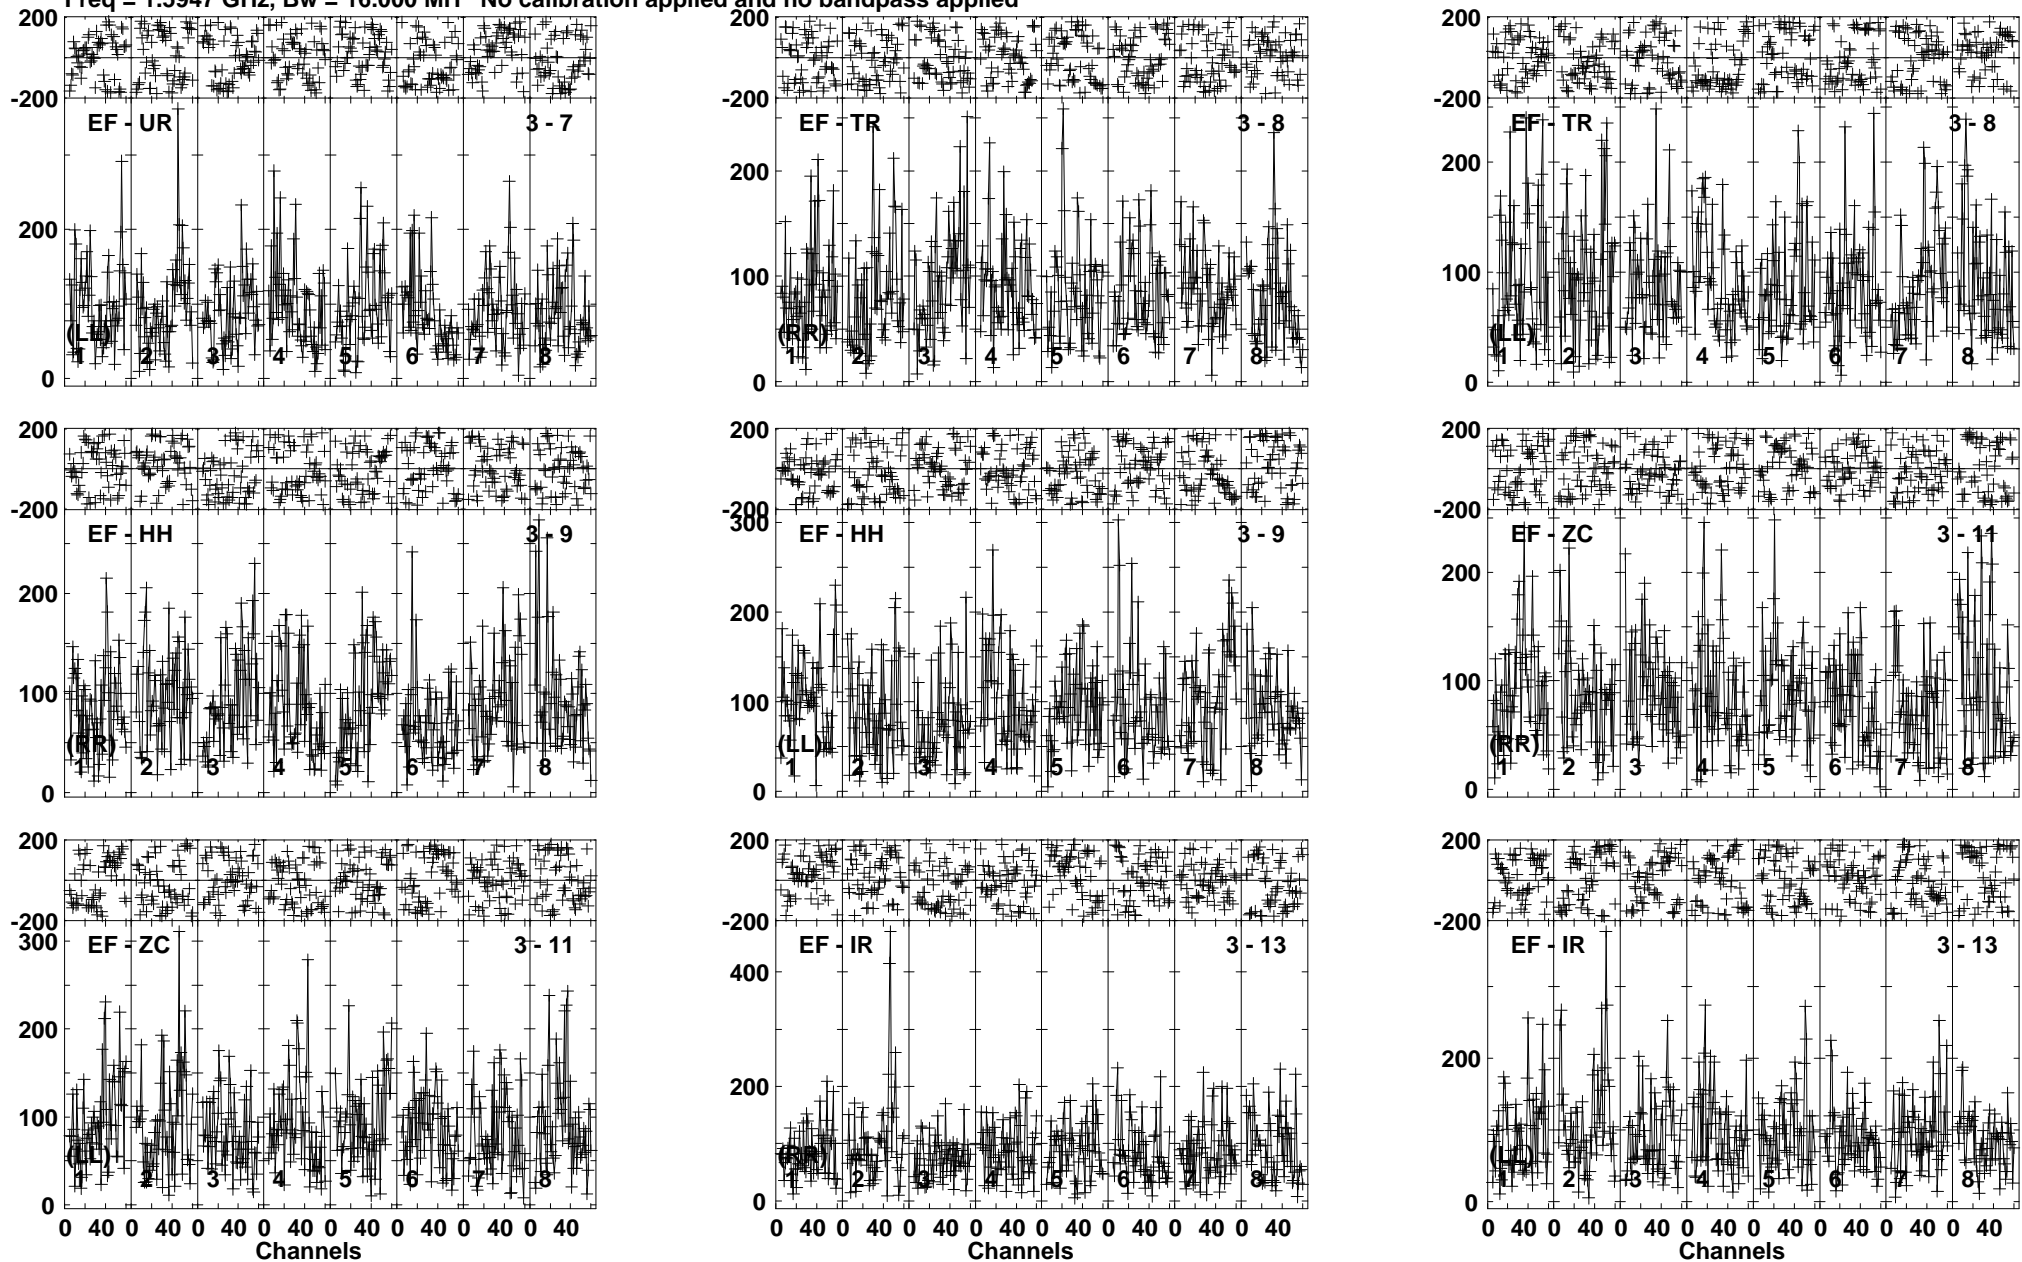 Freq = 1.5947 GHz, Bw = 16.000 MH   No calibration applied and no bandpass applied
200 200 200
-200 -200 -200
EF - UR 3 - 7 EF - TR 3 - 8 EF - TR 3 - 8
200 200 200
100 100
(LL) (RR) (LL)
1 2 3 4 5 6 7 8 1 2 3 4 5 6 7 8 1 2 3 4 5 6 7 8
0 0 0
200 200 200
-200 -200 -200
300
EF - HH 3 - 9 EF - HH 3 - 9 EF - ZC 3 - 11
200 200 200
100 100 100
(RR) (LL) (RR)
1 2 3 4 5 6 7 8 1 2 3 4 5 6 7 8 1 2 3 4 5 6 7 8
0 0 0
200 200 200
-200 -200 -200
300 EF - ZC 3 - 11 EF - IR 3 - 13 EF - IR 3 - 13
400
200 200 200
100
(LL) (RR) (LL)
1 2 3 4 5 6 7 8 1 2 3 4 5 6 7 8 1 2 3 4 5 6 7 8
0 0 0
0 40 0 40 0 40 0 40 0 40 0 40 0 40 0 40 0 40 0 40 0 40 0 40 0 40 0 40 0 40 0 40 0 40 0 40 0 40 0 40 0 40 0 40 0 40 0 40
Channels Channels Channels